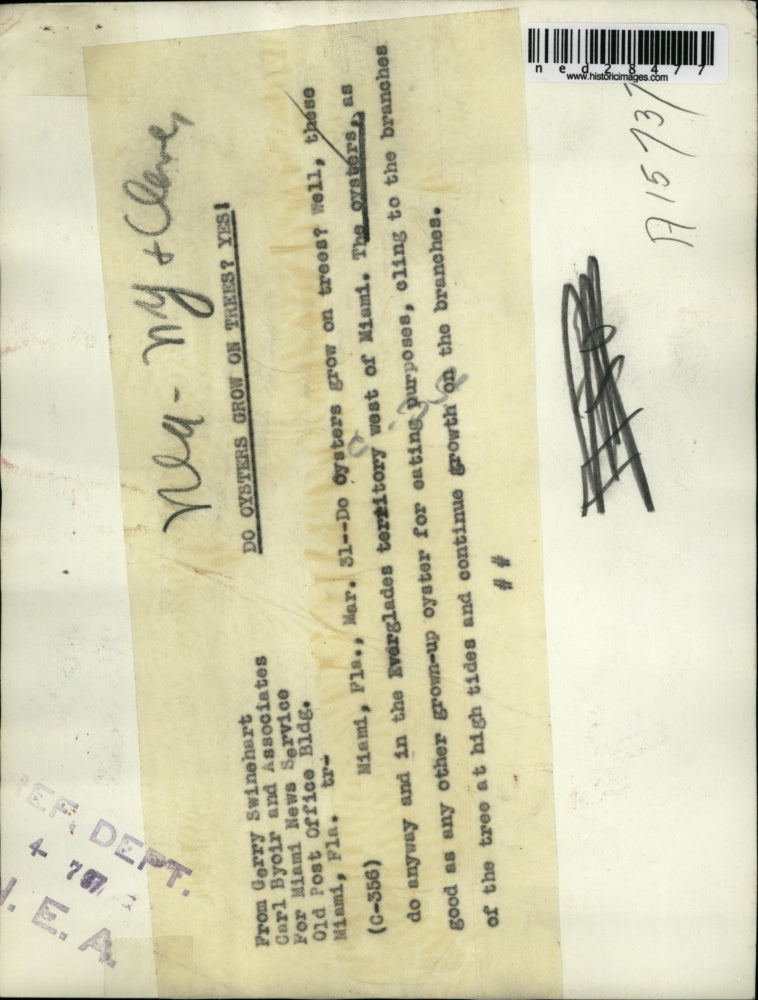 Nea - NY + Cleve,
DO OYSTERS GROW ON TREES? YES!
From Gerry Swinehart
Carl Byoir and Associates
For Miami News Service
Old Post Office Bldg.
Miami, Fla. tr-
(C-356) Miami, Fla., Mar. 31--Do Oysters grow on trees? Well, these
do anyway and in the Everglades territory west of Miami. The oysters, as
good as any other grown-up oyster for eating purposes, cling to the branches
of the tree at high tides and continue growth on the branches.
##
REF. DEPT.
N. E. A.
ned28477
www.historicimages.com
A15737